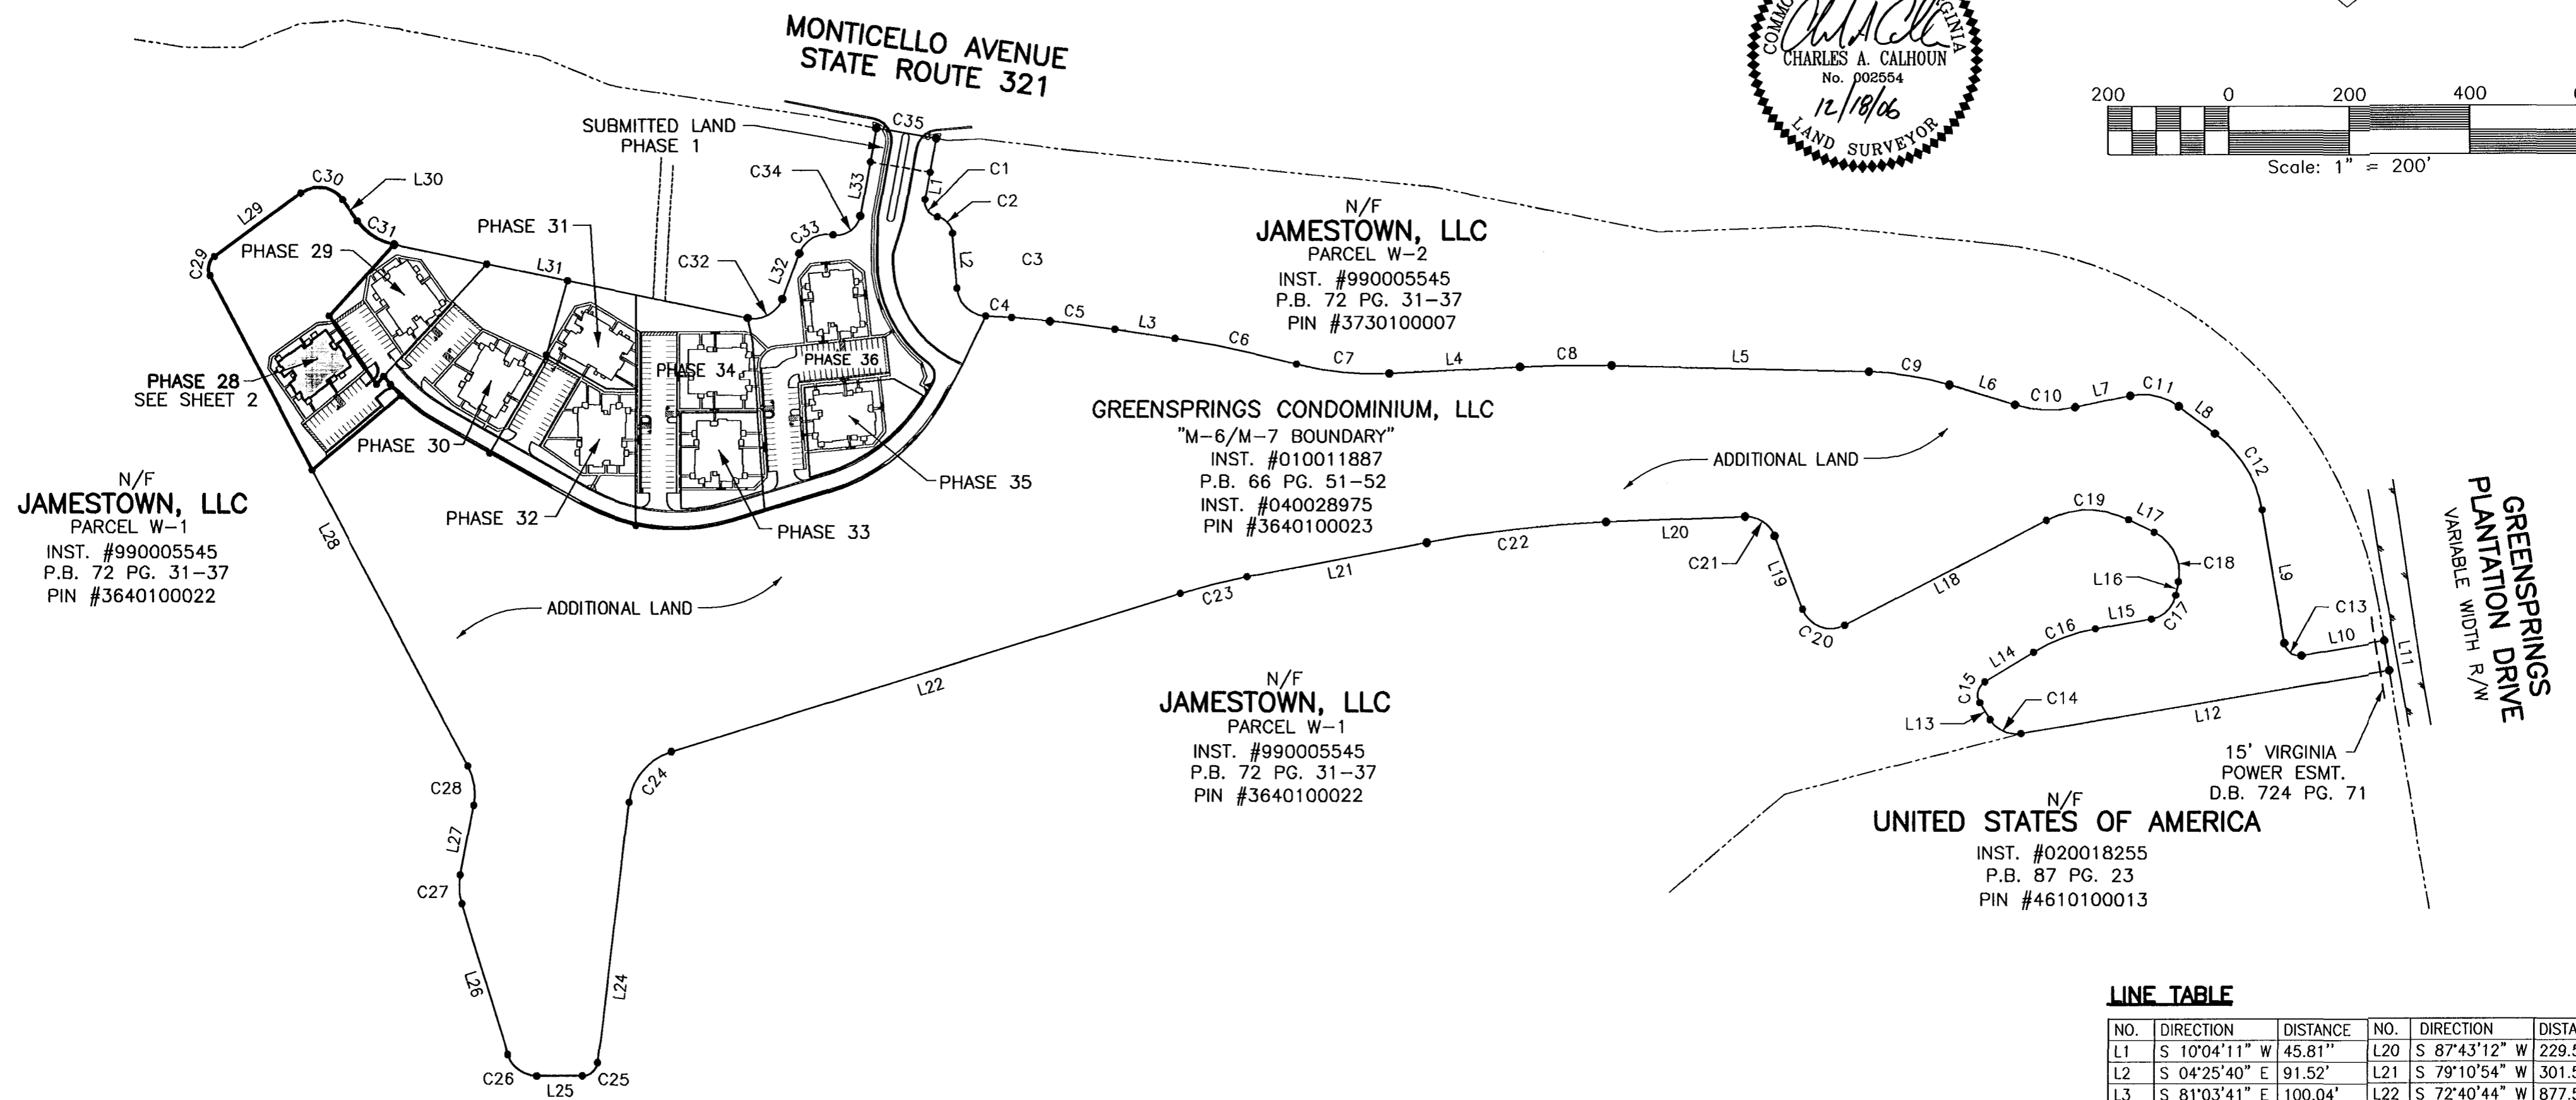 MONTICELLO AVENUE
STATE ROUTE 321
CHARLES A. CALHOUN
No. 002554
12/18/06
LAND SURVEYOR
200 0 200 400
Scale: 1" = 200'
SUBMITTED LAND
PHASE 1
C35
C34
L33
L1
C1
C2
C33
C32
L32
L2
C3
C4
C5
L3
C6
C7
L4
C8
L5
C9
L6
C10
L7
C11
L8
C12
L9
C13
L10
L11
L12
C14
L13
C15
L14
C16
L15
C17
L16
C18
L17
C19
L18
C20
L19
C21
L20
C22
L21
C23
L22
C24
L24
C25
L25
C26
L26
C27
L27
C28
L28
C29
L29
C30
L30
C31
L31
PHASE 29
PHASE 31
PHASE 28
SEE SHEET 2
PHASE 30
PHASE 32
PHASE 33
PHASE 34
PHASE 35
PHASE 36
N/F
JAMESTOWN, LLC
PARCEL W-2
INST. #990005545
P.B. 72 PG. 31-37
PIN #3730100007
GREENSPRINGS CONDOMINIUM, LLC
"M-6/M-7 BOUNDARY"
INST. #010011887
P.B. 66 PG. 51-52
INST. #040028975
PIN #3640100023
ADDITIONAL LAND
N/F
JAMESTOWN, LLC
PARCEL W-1
INST. #990005545
P.B. 72 PG. 31-37
PIN #3640100022
ADDITIONAL LAND
N/F
JAMESTOWN, LLC
PARCEL W-1
INST. #990005545
P.B. 72 PG. 31-37
PIN #3640100022
GREENSPRINGS
PLANTATION DRIVE
VARIABLE WIDTH R/W
15' VIRGINIA
POWER ESMT.
D.B. 724 PG. 71
N/F
UNITED STATES OF AMERICA
INST. #020018255
P.B. 87 PG. 23
PIN #4610100013
LINE TABLE
NO. DIRECTION DISTANCE NO. DIRECTION DISTA
L1 S 10°04'11" W 45.81" L20 S 87°43'12" W 229.5
L2 S 04°25'40" E 91.52' L21 S 79°10'54" W 301.5
L3 S 81°03'41" E 100.04' L22 S 72°40'44" W 877.5